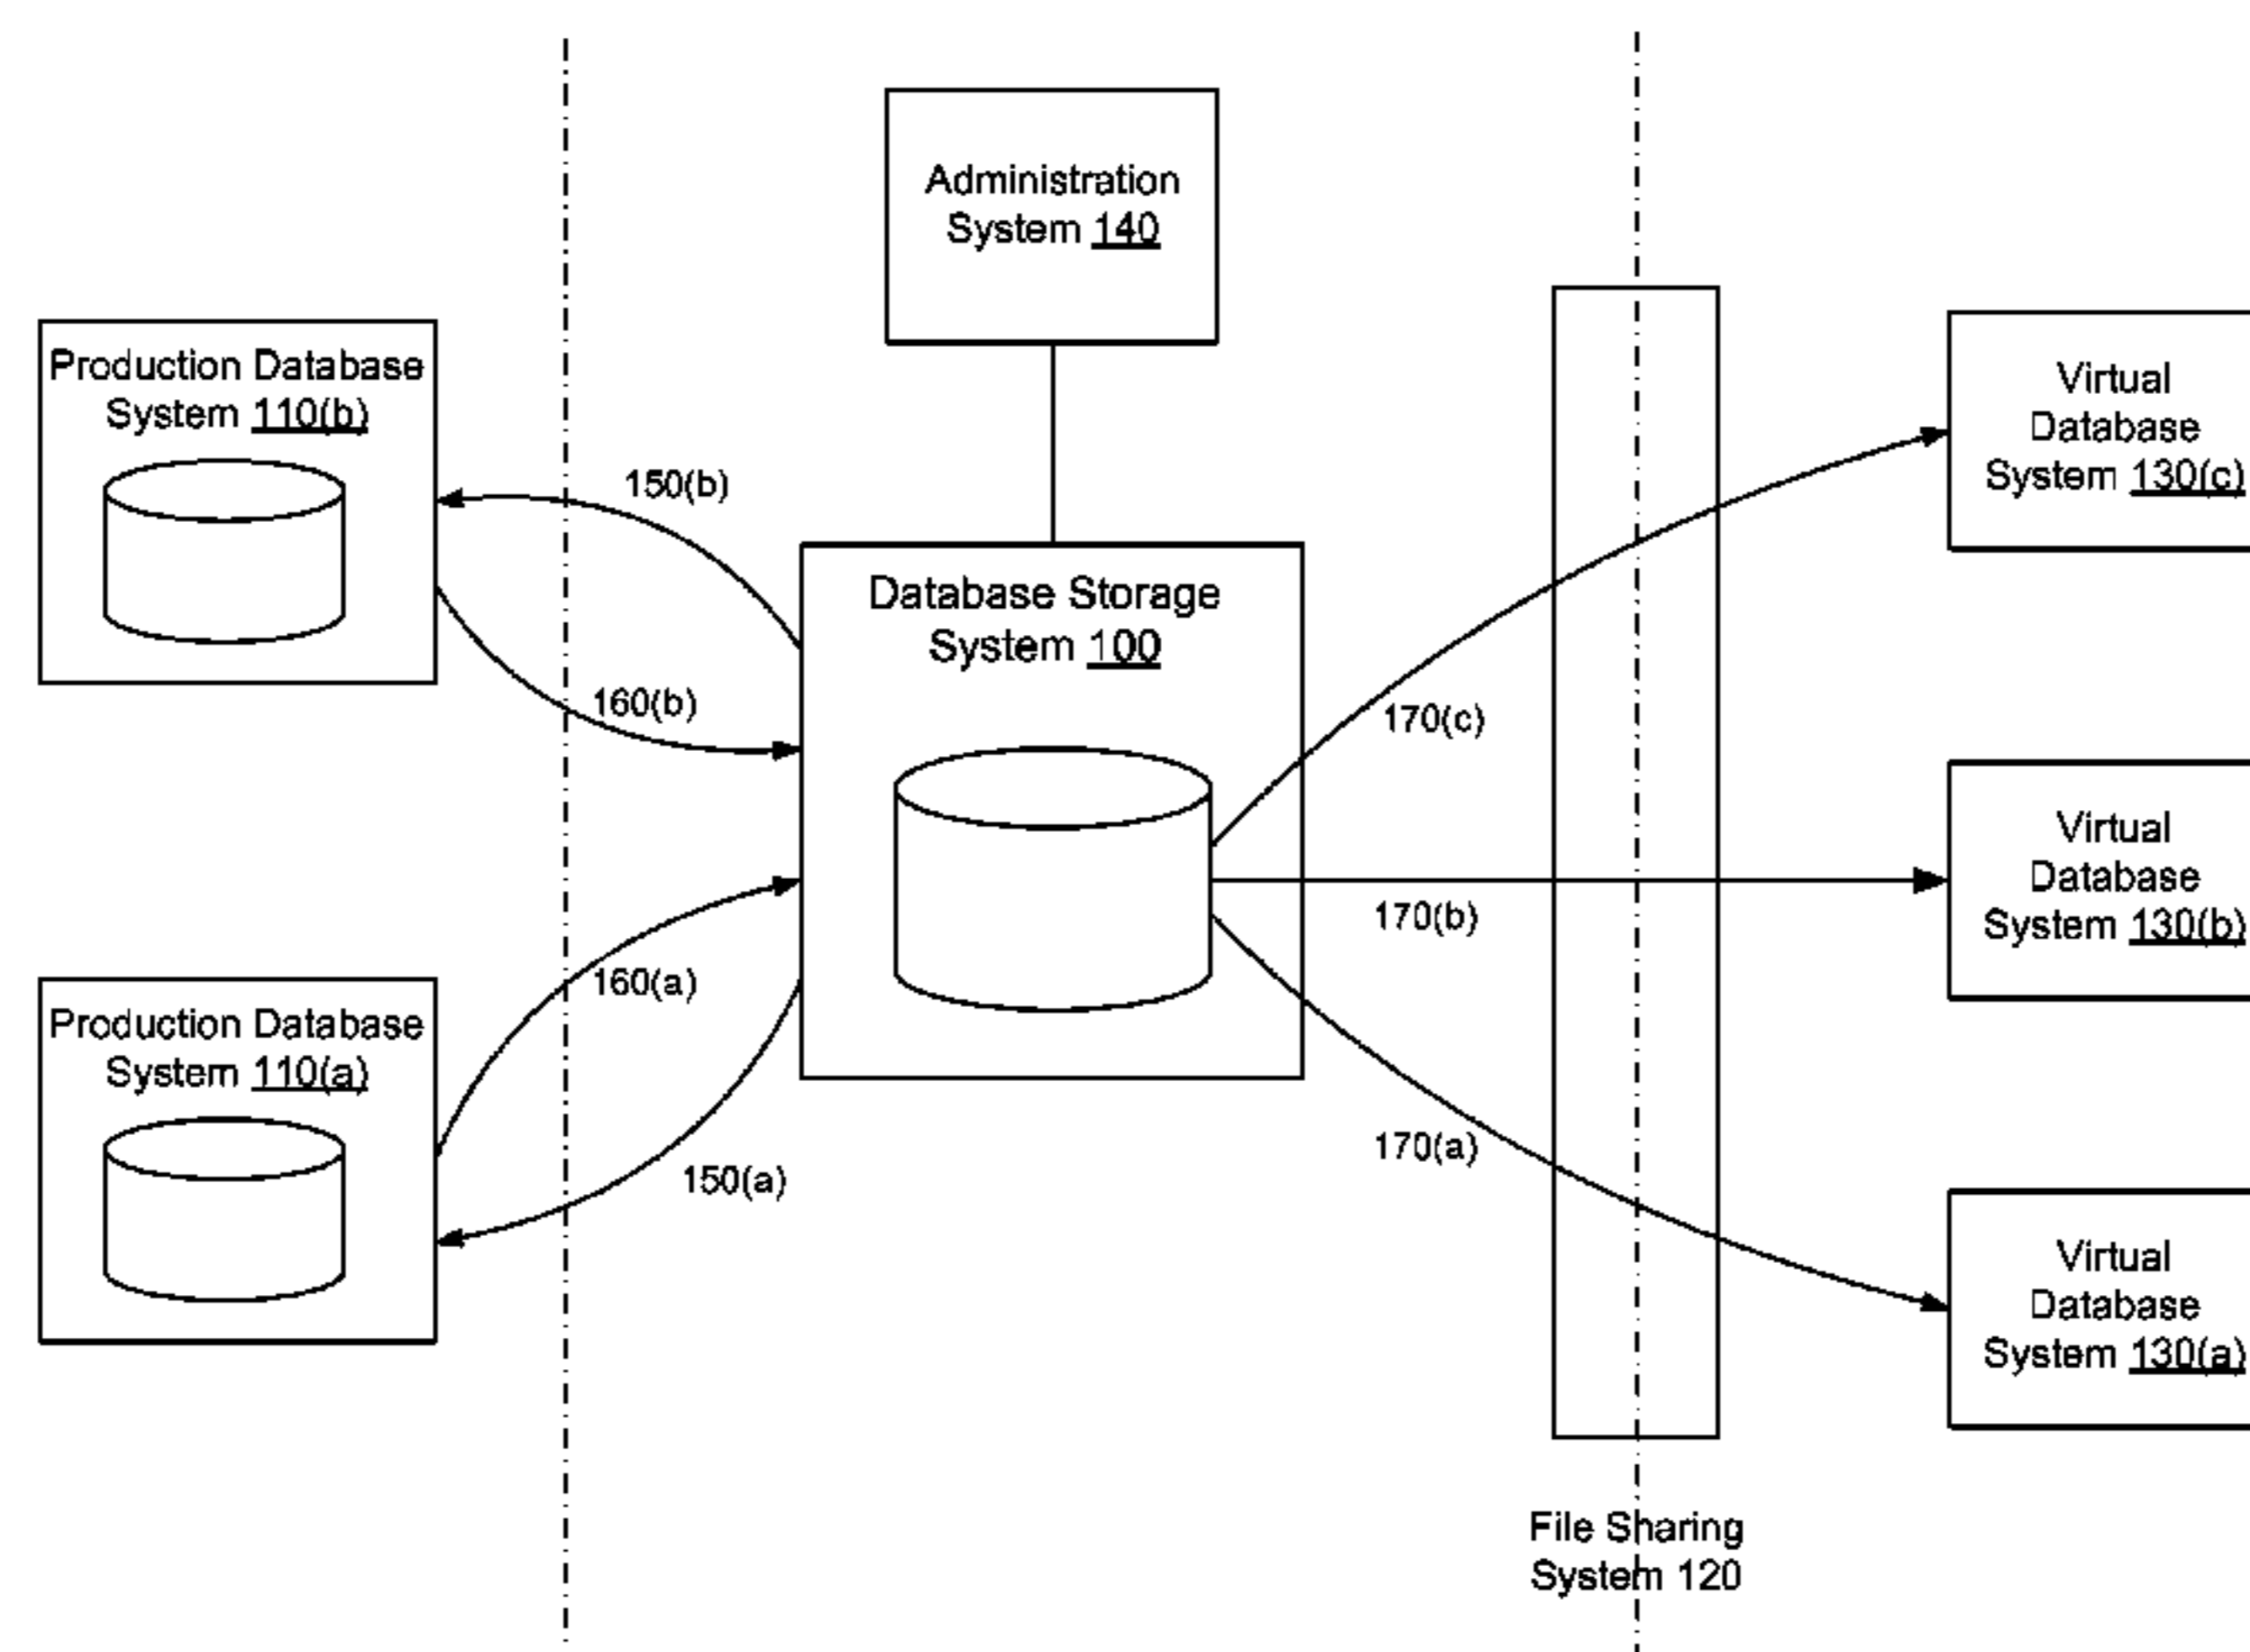 Administration
System 140
Production Database
System 110(b)
150(b)
160(b)
Database Storage
System 100
Virtual
Database
System 130(c)
170(c)
Virtual
Database
System 130(b)
170(b)
160(a)
Production Database
System 110(a)
150(a)
170(a)
Virtual
Database
System 130(a)
File Sharing
System 120